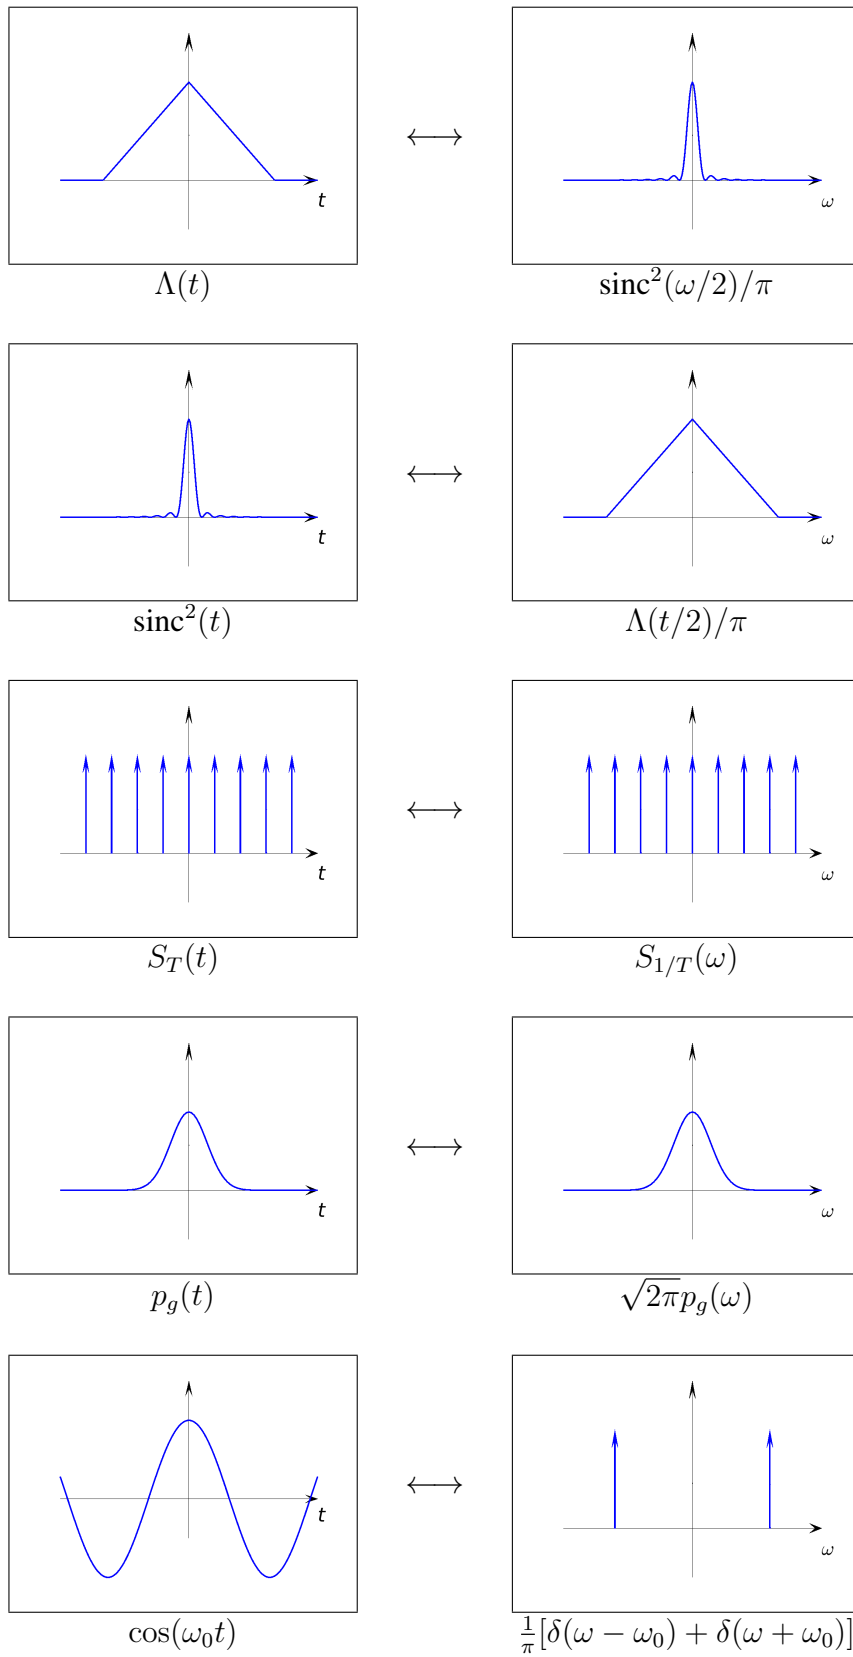 t
ω
Λ(t) ⟷ sinc²(ω/2)/π
t
ω
sinc²(t) ⟷ Λ(t/2)/π
t
ω
S_T(t) ⟷ S_{1/T}(ω)
t
ω
p_g(t) ⟷ √(2π)p_g(ω)
t
ω
cos(ω₀t) ⟷ 1/π[δ(ω − ω₀) + δ(ω + ω₀)]